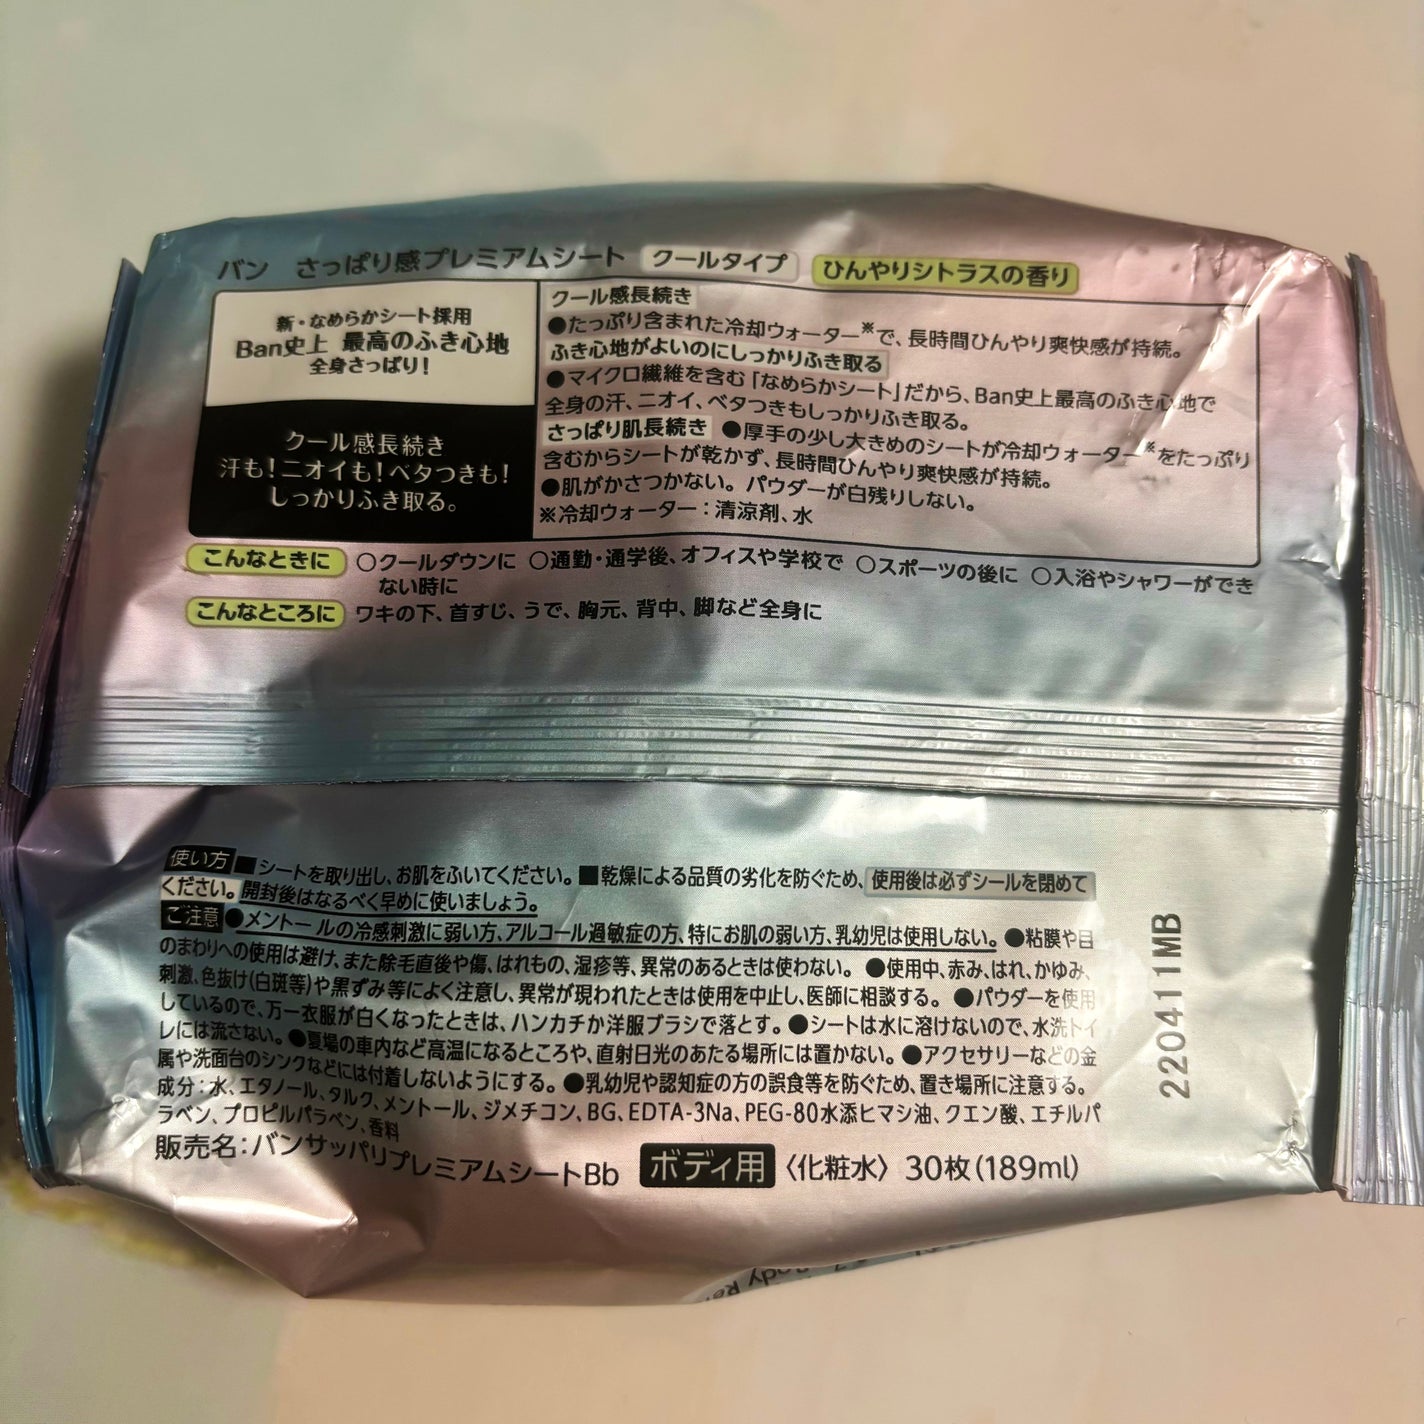 バン さっぱり感プレミアムシート クールタイプ ひんやりシトラスの香り
新・なめらかシート採用
Ban史上 最高のふき心地
全身さっぱり!
クール感長続き
汗も!ニオイも!ベタつきも!
しっかりふき取る。
クール感長続き
●たっぷり含まれた冷却ウォーター※で、長時間ひんやり爽快感が持続。
ふき心地がよいのにしっかりふき取る
●マイクロ繊維を含む「なめらかシート」だから、Ban史上最高のふき心地で
全身の汗、ニオイ、ベタつきもしっかりふき取る。
さっぱり肌長続き ●厚手の少し大きめのシートが冷却ウォーター※をたっぷり
含むからシートが乾かず、長時間ひんやり爽快感が持続。
●肌がかさつかない。パウダーが白残りしない。
※冷却ウォーター:清涼剤、水
こんなときに ○クールダウンに ○通勤・通学後、オフィスや学校で ○スポーツの後に ○入浴やシャワーができ
ない時に
こんなところに ワキの下、首すじ、うで、胸元、背中、脚など全身に
使い方 ■シートを取り出し、お肌をふいてください。■乾燥による品質の劣化を防ぐため、使用後は必ずシールを閉めて
ください。開封後はなるべく早めに使いましょう。
ご注意 ●メントールの冷感刺激に弱い方、アルコール過敏症の方、特にお肌の弱い方、乳幼児は使用しない。●粘膜や目
のまわりへの使用は避け、また除毛直後や傷、はれもの、湿疹等、異常のあるときは使わない。●使用中、赤み、はれ、かゆみ、
刺激、色抜け(白斑等)や黒ずみ等によく注意し、異常が現われたときは使用を中止し、医師に相談する。●パウダーを使用
しているので、万一衣服が白くなったときは、ハンカチか洋服ブラシで落とす。●シートは水に溶けないので、水洗トイ
レには流さない。●夏場の車内など高温になるところや、直射日光のあたる場所には置かない。●アクセサリーなどの金
属や洗面台のシンクなどには付着しないようにする。●乳幼児や認知症の方の誤食等を防ぐため、置き場所に注意する。
成分:水、エタノール、タルク、メントール、ジメチコン、BG、EDTA-3Na、PEG-80水添ヒマシ油、クエン酸、エチルパ
ラベン、プロピルパラベン、香料
販売名:バンサッパリプレミアムシートBb ボディ用 〈化粧水〉 30枚(189ml)
220411MB
Body